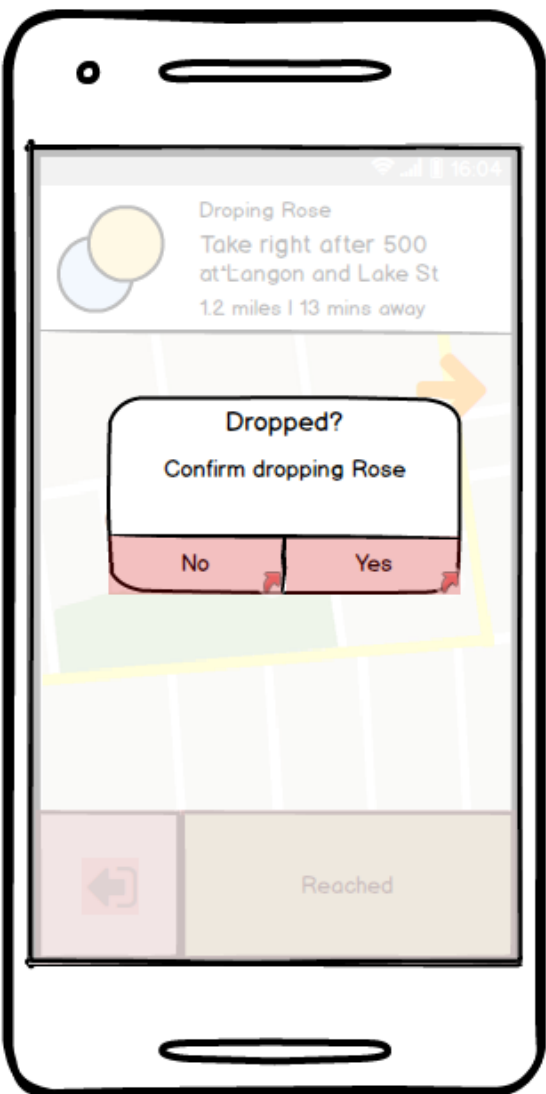 16:04
Droping Rose
Take right after 500
at Langon and Lake St
1.2 miles | 13 mins away
Dropped?
Confirm dropping Rose
No
Yes
Reached